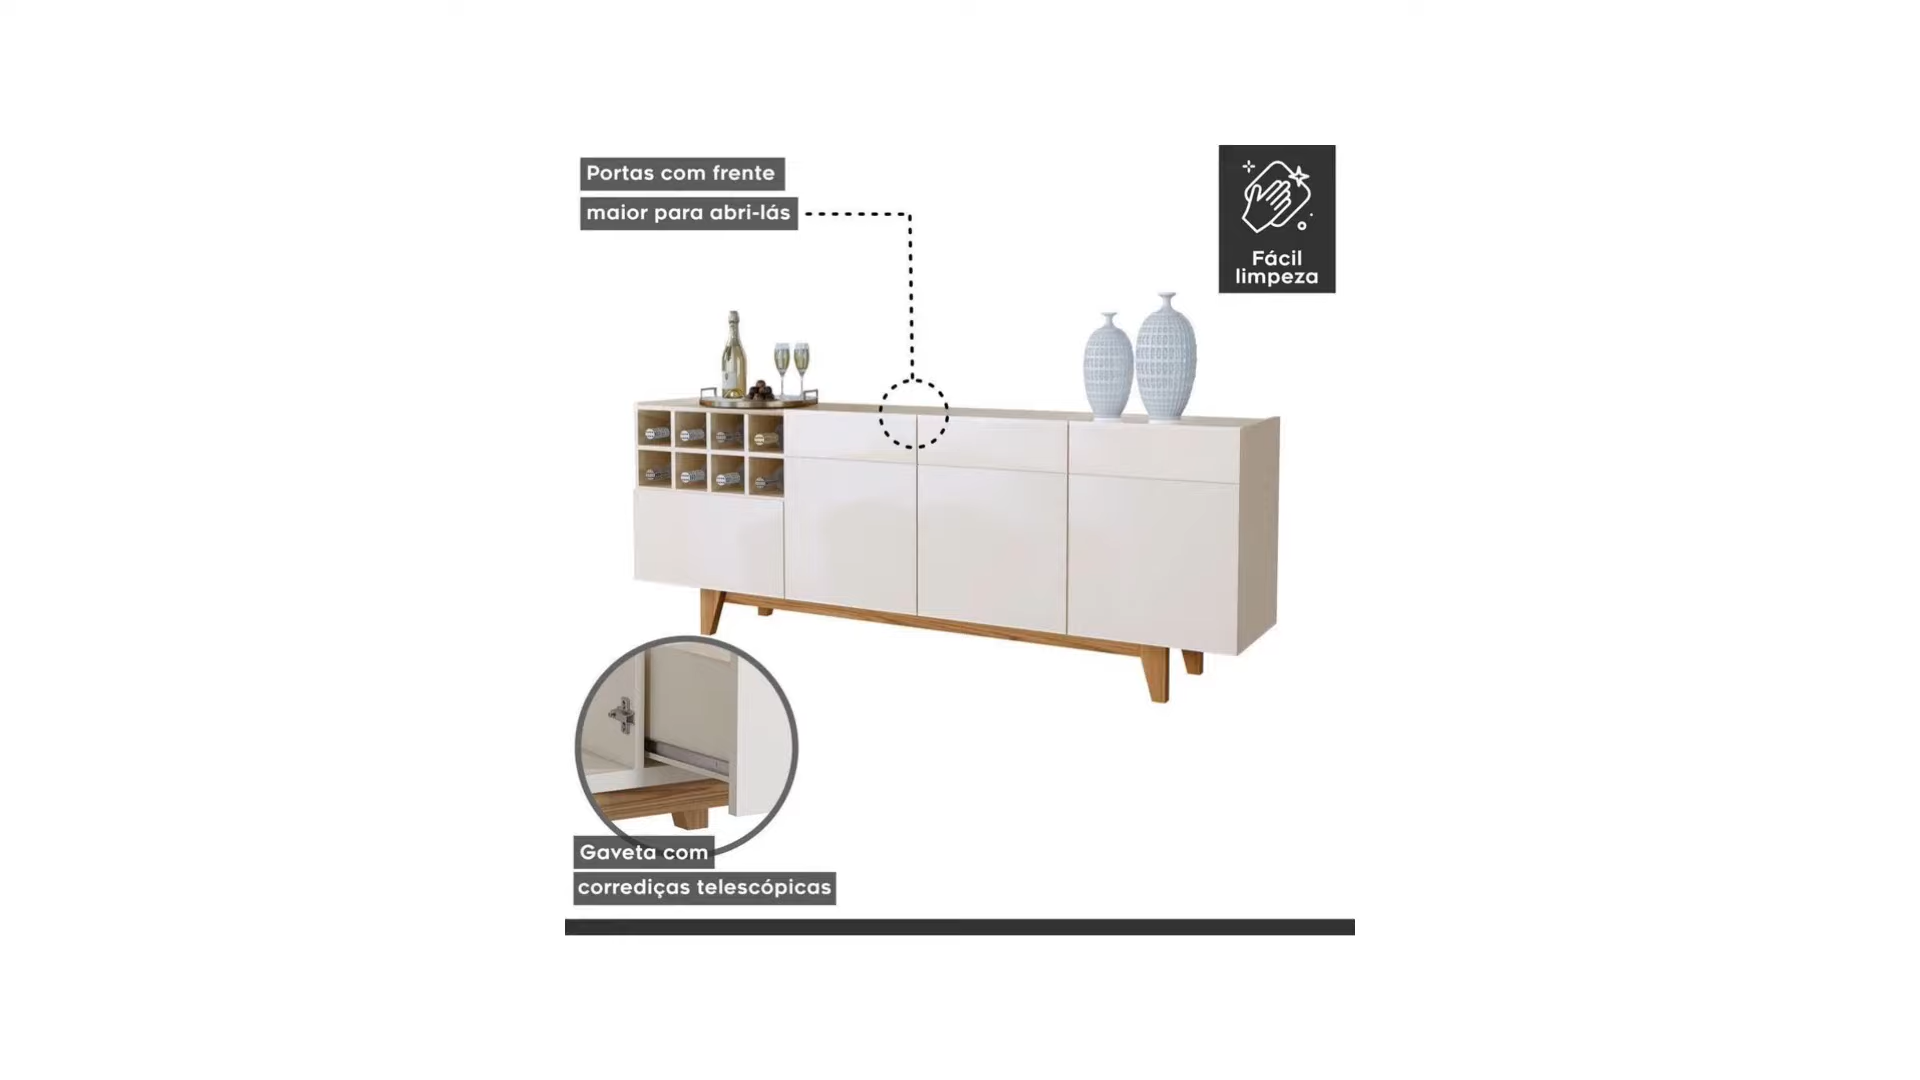 Portas com frente
maior para abri-lás
Fácil
limpeza
Gaveta com
corrediças telescópicas